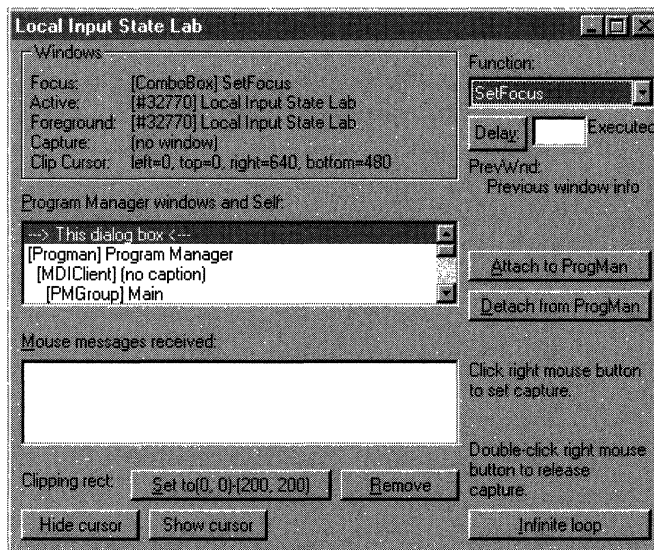 Local Input State Lab
Windows
Focus: [ComboBox] SetFocus
Active: [#32770] Local Input State Lab
Foreground: [#32770] Local Input State Lab
Capture: (no window)
Clip Cursor: left=0, top=0, right=640, bottom=480
Function:
SetFocus
Delay: Executed
PrevWnd:
Previous window info
Program Manager windows and Self:
---> This dialog box <---
[Progman] Program Manager
[MDIClient] (no caption)
[PMGroup] Main
Attach to ProgMan
Detach from ProgMan
Mouse messages received:
Click right mouse button
to set capture.
Double-click right mouse
button to release
capture.
Clipping rect: Set to(0, 0)-(200, 200) Remove
Hide cursor Show cursor Infinite loop